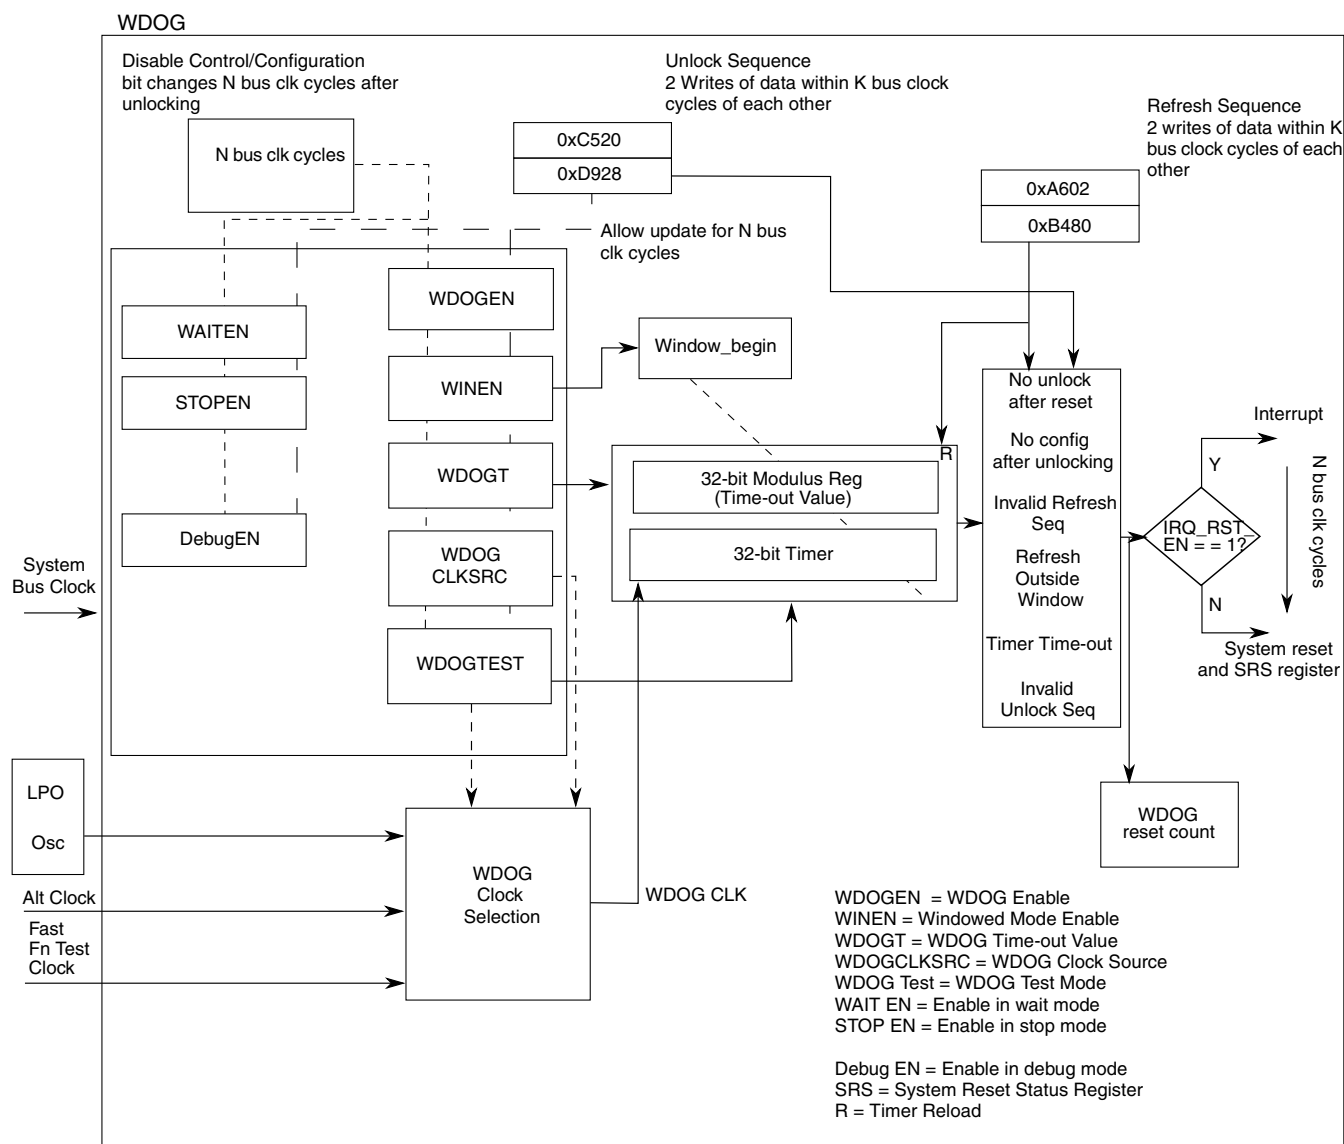 WDOG
Disable Control/Configuration
bit changes N bus clk cycles after
unlocking
N bus clk cycles
Unlock Sequence
2 Writes of data within K bus clock
cycles of each other
0xC520
0xD928
Allow update for N bus
clk cycles
Refresh Sequence
2 writes of data within K
bus clock cycles of each
other
0xA602
0xB480
WDOGEN
WAITEN
WINEN
STOPEN
WDOGT
DebugEN
WDOG
CLKSRC
WDOGTEST
Window_begin
R
32-bit Modulus Reg
(Time-out Value)
32-bit Timer
No unlock
after reset
No config
after unlocking
Invalid Refresh
Seq
Refresh
Outside
Window
Timer Time-out
Invalid
Unlock Seq
Interrupt
Y
IRQ_RST_
EN = = 1?
N
N bus clk cycles
System reset
and SRS register
System
Bus Clock
LPO
Osc
Alt Clock
Fast
Fn Test
Clock
WDOG
Clock
Selection
WDOG CLK
WDOG
reset count
WDOGEN = WDOG Enable
WINEN = Windowed Mode Enable
WDOGT = WDOG Time-out Value
WDOGCLKSRC = WDOG Clock Source
WDOG Test = WDOG Test Mode
WAIT EN = Enable in wait mode
STOP EN = Enable in stop mode
Debug EN = Enable in debug mode
SRS = System Reset Status Register
R = Timer Reload